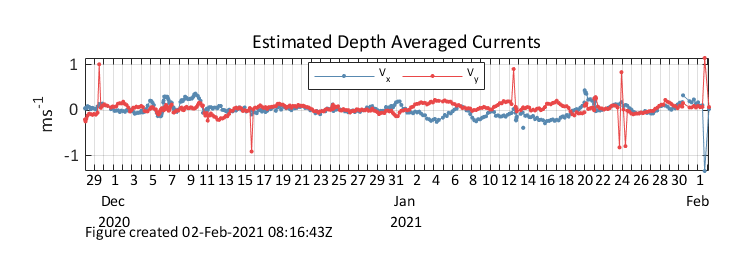 Estimated Depth Averaged Currents
Vx Vy
ms-1
1
0
-1
29 1 3 5 7 9 11 13 15 17 19 21 23 25 27 29 31 2 4 6 8 10 12 14 16 18 20 22 24 26 28 30 1
Dec Jan Feb
2020 2021
Figure created 02-Feb-2021 08:16:43Z